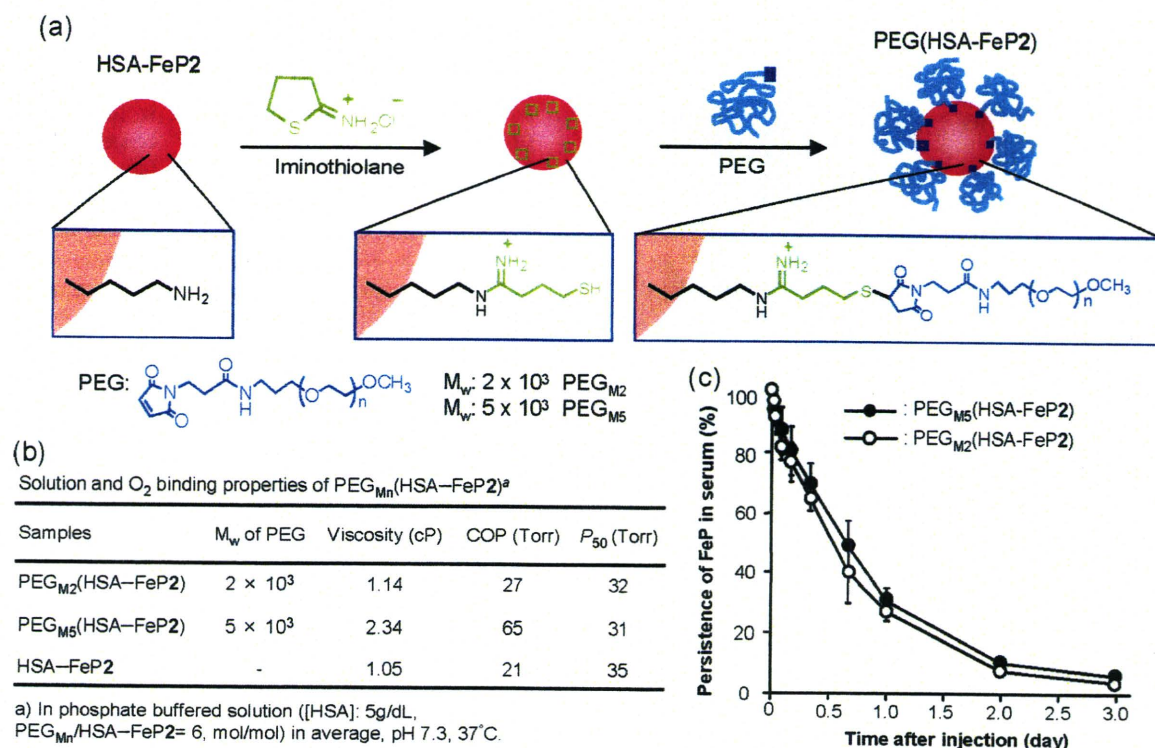 (a)
HSA-FeP2
PEG(HSA-FeP2)
S
+
NH2Cl
−
Iminothiolane
PEG
NH2
+
NH2
N
H
SH
+
NH2
N
H
S
O
N
O
O
N
H
O
n
OCH3
PEG:
O
N
O
O
N
H
O
n
OCH3
Mw: 2 x 10³ PEGM2
Mw: 5 x 10³ PEGM5
(b)
Solution and O2 binding properties of PEGMn(HSA−FeP2)ª
Samples Mw of PEG Viscosity (cP) COP (Torr) P50 (Torr)
PEGM2(HSA−FeP2) 2 × 10³ 1.14 27 32
PEGM5(HSA−FeP2) 5 × 10³ 2.34 65 31
HSA−FeP2 - 1.05 21 35
a) In phosphate buffered solution ([HSA]: 5g/dL,
PEGMn/HSA−FeP2= 6, mol/mol) in average, pH 7.3, 37°C.
(c)
: PEGM5(HSA-FeP2)
: PEGM2(HSA-FeP2)
Persistence of FeP in serum (%)
100
80
60
40
20
0
0 0.5 1.0 1.5 2.0 2.5 3.0
Time after injection (day)